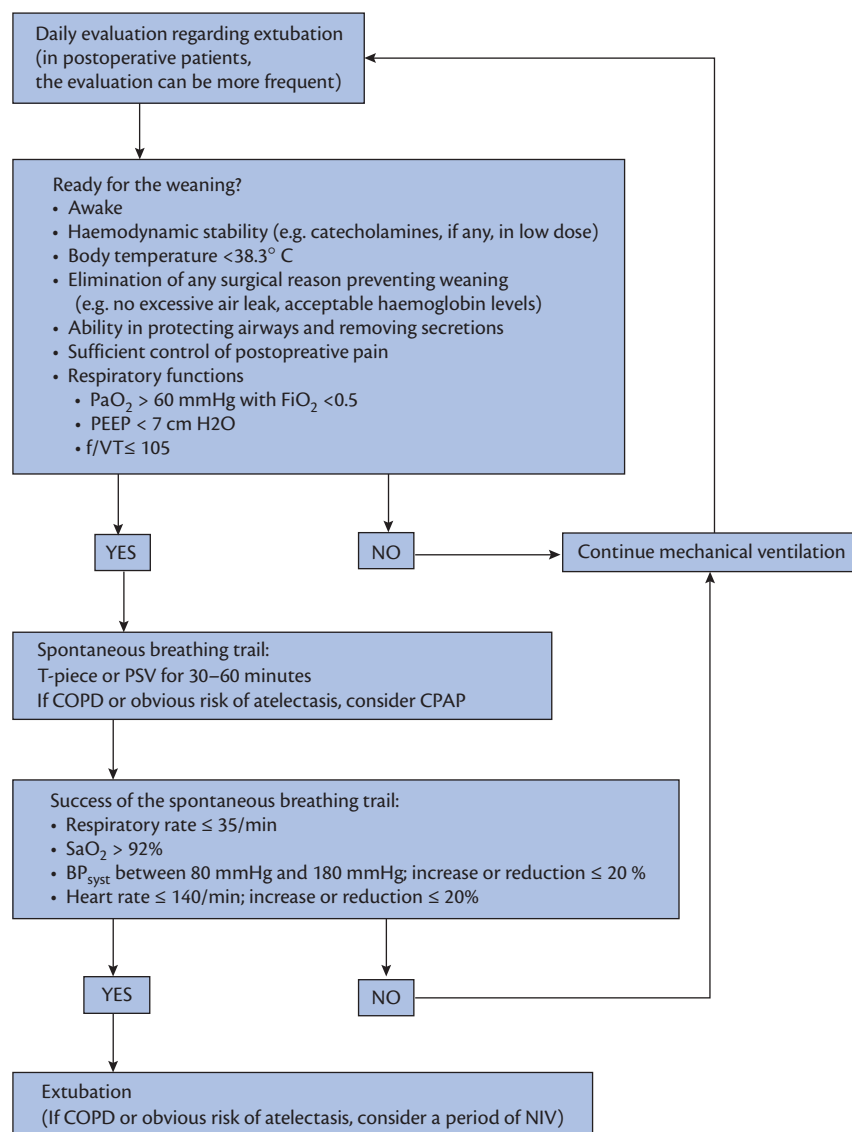 Daily evaluation regarding extubation
(in postoperative patients,
the evaluation can be more frequent)
Ready for the weaning?
• Awake
• Haemodynamic stability (e.g. catecholamines, if any, in low dose)
• Body temperature <38.3° C
• Elimination of any surgical reason preventing weaning
(e.g. no excessive air leak, acceptable haemoglobin levels)
• Ability in protecting airways and removing secretions
• Sufficient control of postopreative pain
• Respiratory functions
• PaO₂ > 60 mmHg with FiO₂ <0.5
• PEEP < 7 cm H2O
• f/VT≤ 105
YES
NO
Continue mechanical ventilation
Spontaneous breathing trail:
T-piece or PSV for 30–60 minutes
If COPD or obvious risk of atelectasis, consider CPAP
Success of the spontaneous breathing trail:
• Respiratory rate ≤ 35/min
• SaO₂ > 92%
• BPsyst between 80 mmHg and 180 mmHg; increase or reduction ≤ 20 %
• Heart rate ≤ 140/min; increase or reduction ≤ 20%
YES
NO
Extubation
(If COPD or obvious risk of atelectasis, consider a period of NIV)